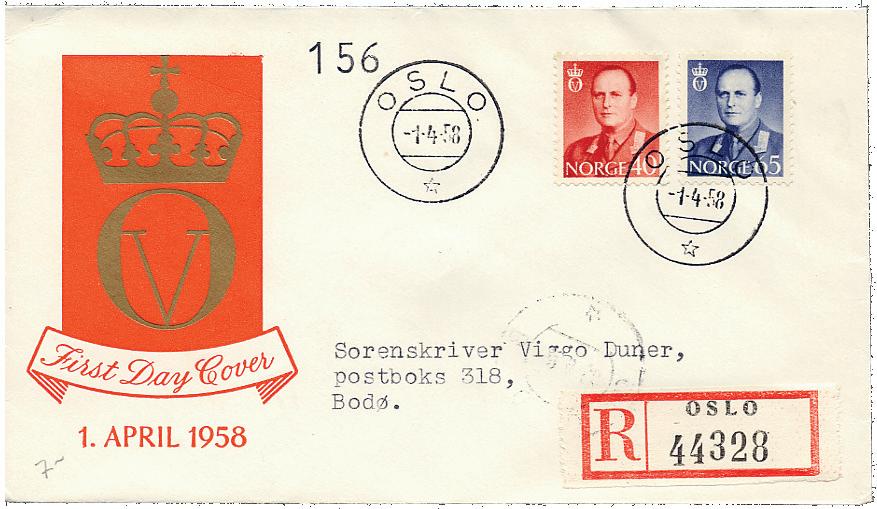 156
OSLO
-1-4-58
NORGE 40
NORGE 65
OSLO
-1-4-58
V
First Day Cover
1. APRIL 1958
Sorenskriver Viggo Duner,
postboks 318,
Bodø.
R
OSLO
44328
7-